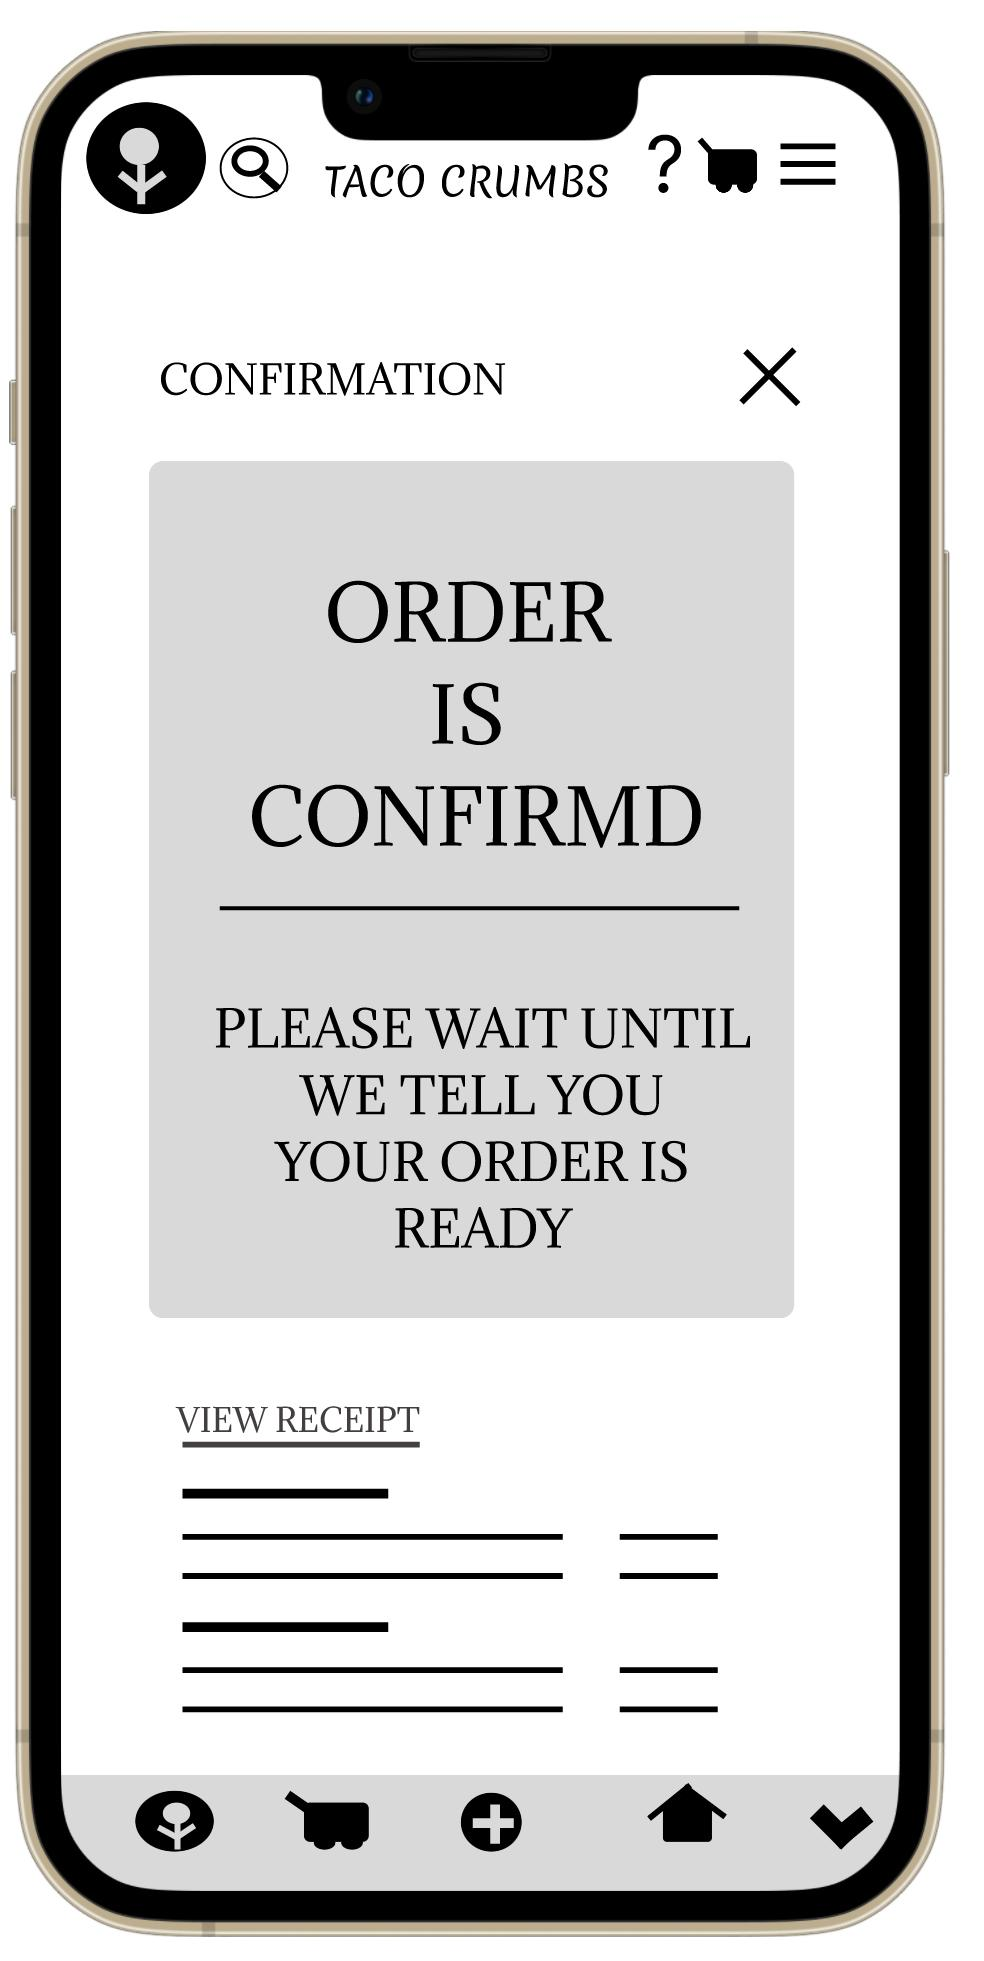 TACO CRUMBS ?
CONFIRMATION
ORDER
IS
CONFIRMD
PLEASE WAIT UNTIL
WE TELL YOU
YOUR ORDER IS
READY
VIEW RECEIPT